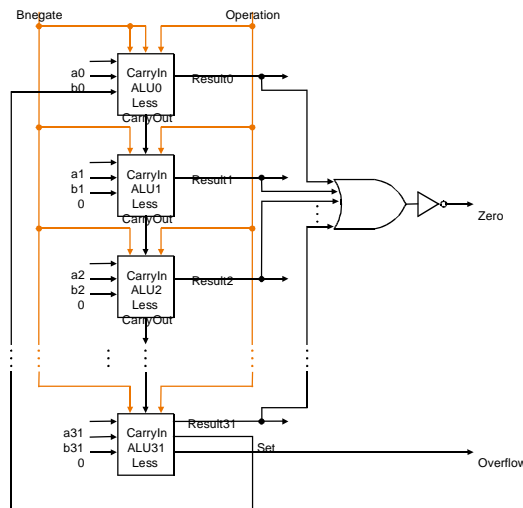 Bnegate Operation
a0 CarryIn Result0
b0 ALU0
Less
CarryOut
a1 CarryIn Result1
b1 ALU1
0 Less
CarryOut
Zero
a2 CarryIn Result2
b2 ALU2
0 Less
CarryOut
Result31
a31 CarryIn
b31 ALU31 Set
0 Less Overflow